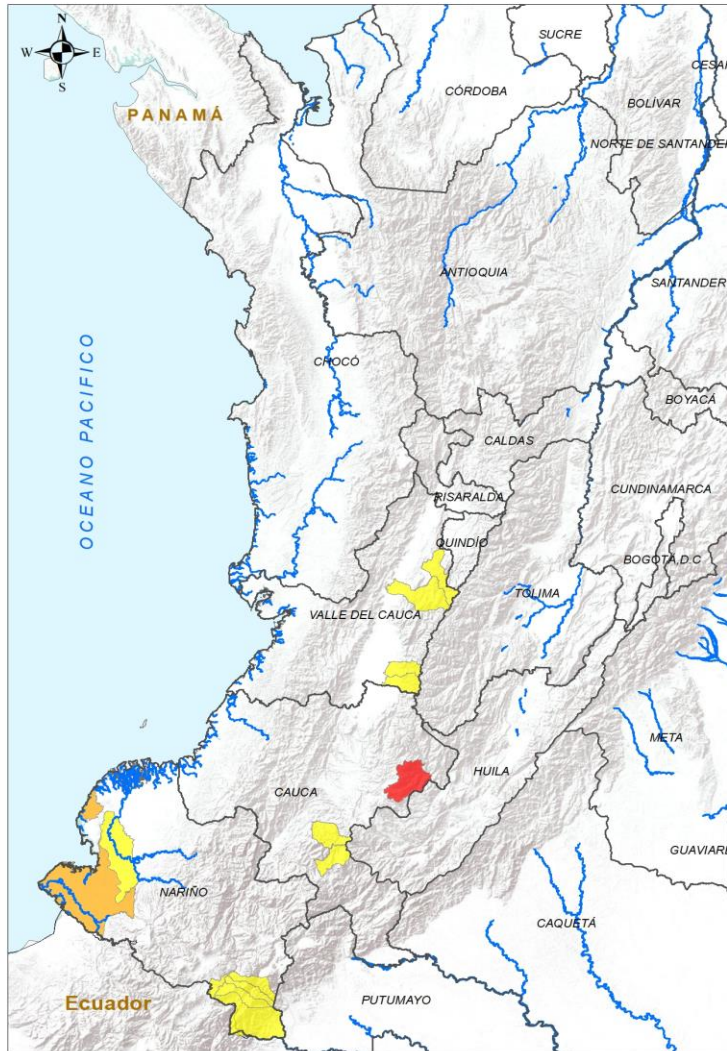 N
W E
S
SUCRE
CESAR
CÓRDOBA
BOLÍVAR
PANAMÁ
NORTE DE SANTANDER
ANTIOQUIA
SANTANDER
OCEANO PACIFICO
CHOCÓ
BOYACÁ
CALDAS
CUNDINAMARCA
RISARALDA
QUINDÍO
BOGOTÁ, D.C
TOLIMA
VALLE DEL CAUCA
META
HUILA
CAUCA
GUAVIARE
NARIÑO
CAQUETÁ
Ecuador
PUTUMAYO